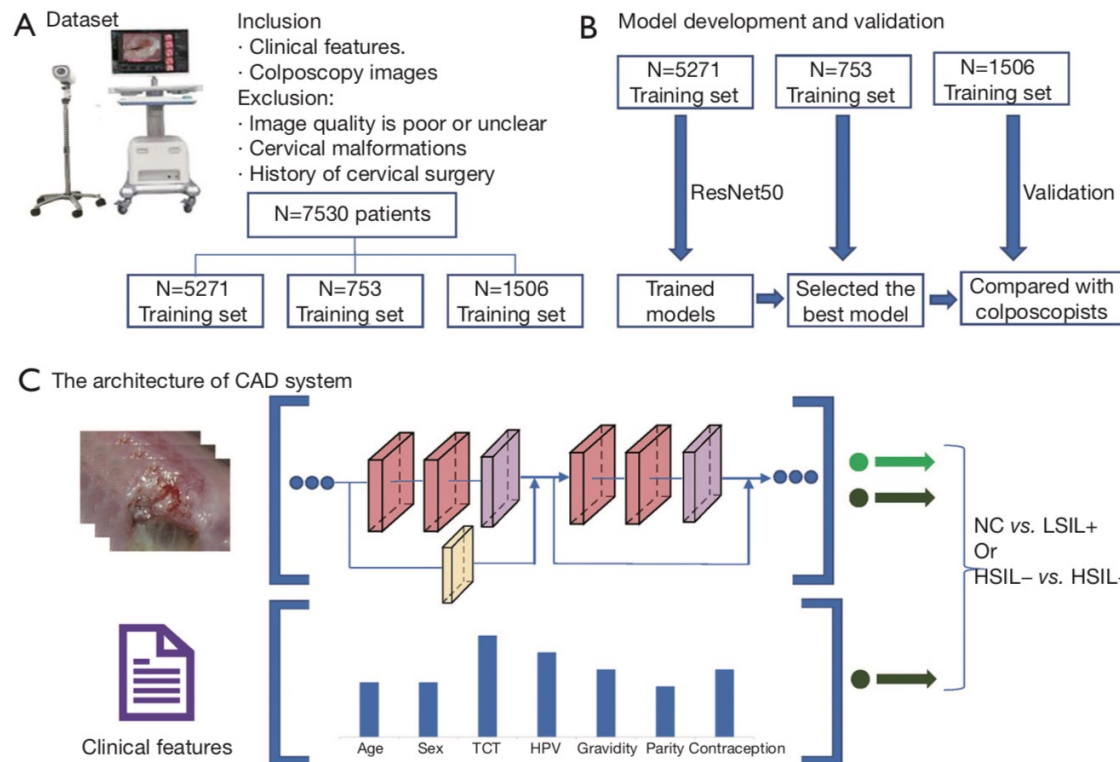 A Dataset
Inclusion
· Clinical features.
· Colposcopy images
Exclusion:
· Image quality is poor or unclear
· Cervical malformations
· History of cervical surgery
N=7530 patients
N=5271
Training set
N=753
Training set
N=1506
Training set
B Model development and validation
N=5271
Training set
N=753
Training set
N=1506
Training set
ResNet50
Validation
Trained
models
Selected the
best model
Compared with
colposcopists
C The architecture of CAD system
NC vs. LSIL+
Or
HSIL− vs. HSIL
Clinical features
Age Sex TCT HPV Gravidity Parity Contraception